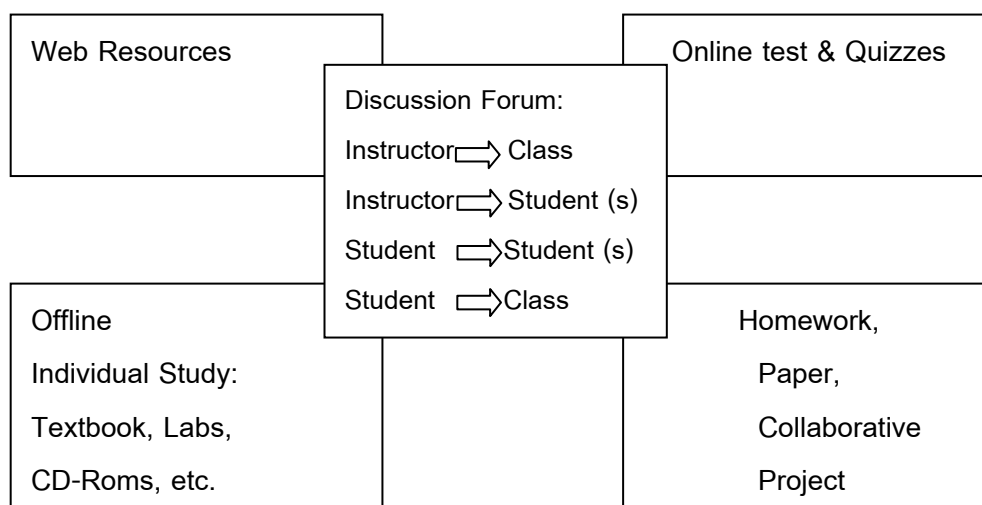 Web Resources
Online test & Quizzes
Discussion Forum:
Instructor Class
Instructor Student (s)
Student Student (s)
Student Class
Offline
Individual Study:
Textbook, Labs,
CD-Roms, etc.
Homework,
Paper,
Collaborative
Project